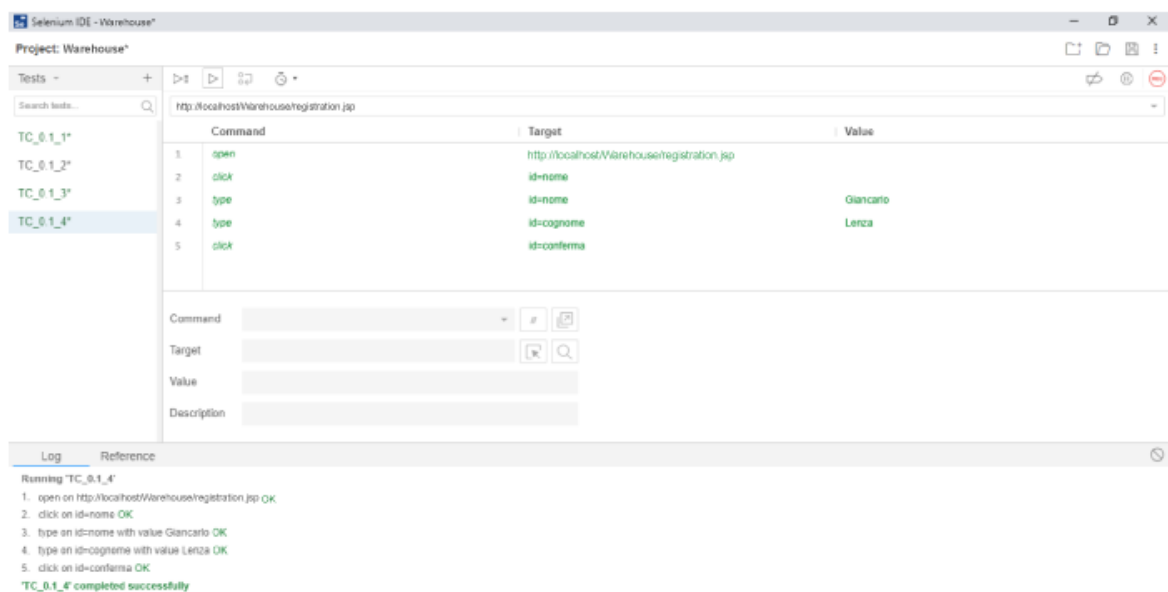 Selenium IDE - Warehouse*
Project: Warehouse*
Tests
Search tests...
http://localhost/Warehouse/registration.jsp
TC_0.1_1*
TC_0.1_2*
TC_0.1_3*
TC_0.1_4*
Command Target Value
1 open http://localhost/Warehouse/registration.jsp
2 click id=nome
3 type id=nome Giancarlo
4 type id=cognome Lenza
5 click id=conferma
Command //
Target
Value
Description
Log Reference
Running 'TC_0.1_4'
1. open on http://localhost/Warehouse/registration.jsp OK
2. click on id=nome OK
3. type on id=nome with value Giancarlo OK
4. type on id=cognome with value Lenza OK
5. click on id=conferma OK
'TC_0.1_4' completed successfully